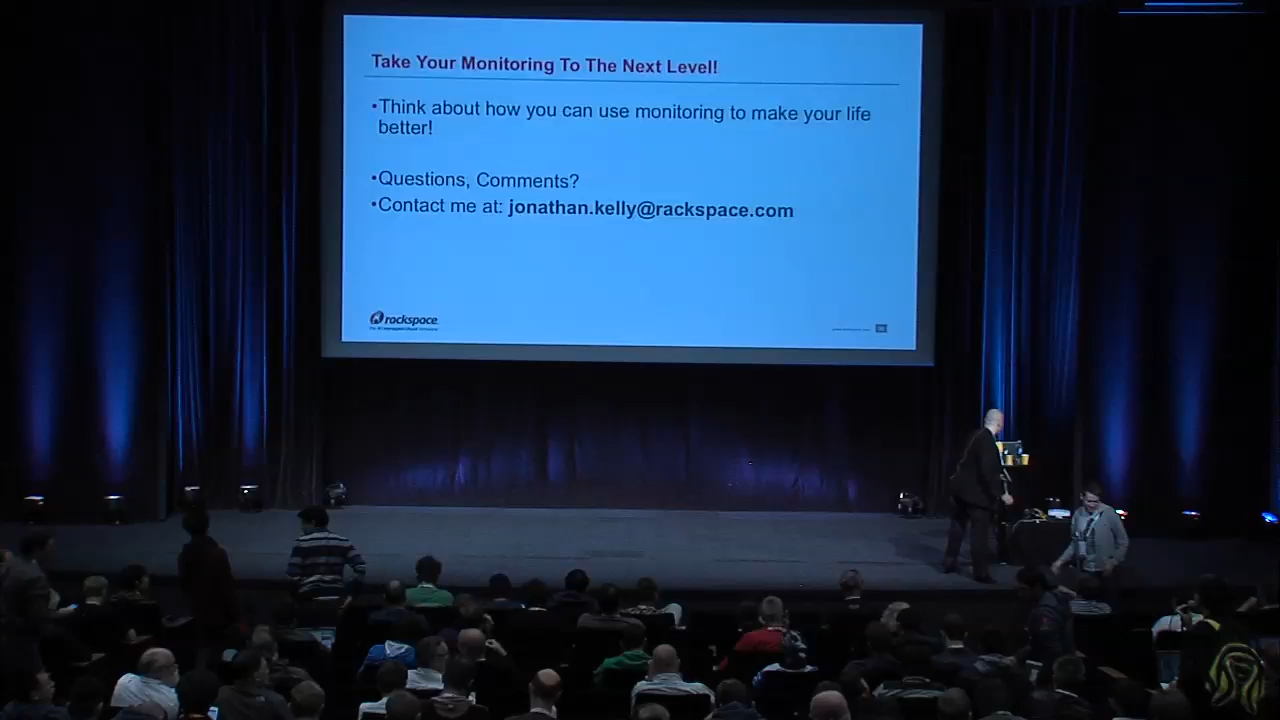 Take Your Monitoring To The Next Level!
•Think about how you can use monitoring to make your life
better!
•Questions, Comments?
•Contact me at: jonathan.kelly@rackspace.com
rackspace